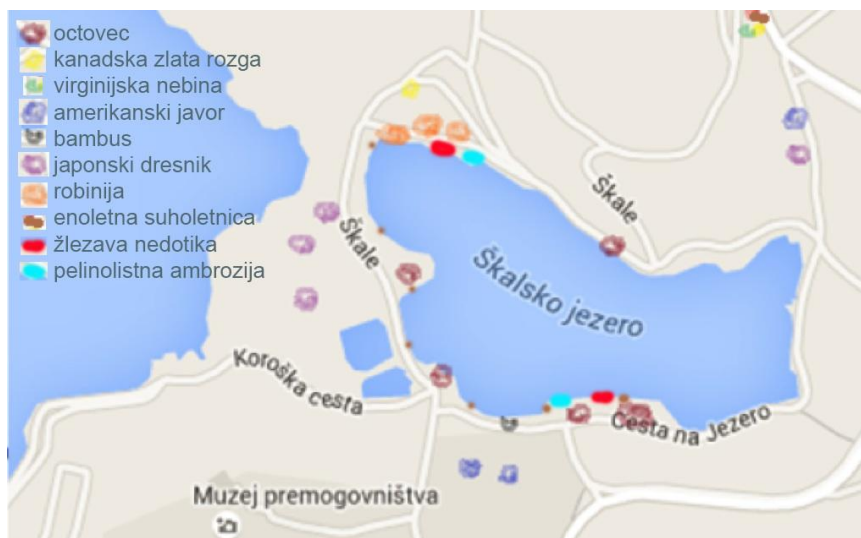 octovec
kanadska zlata rozga
virginijska nebina
amerikanski javor
bambus
japonski dresnik
robinija
enoletna suholetnica
žlezava nedotika
pelinolistna ambrozija
Škale
Škale
Škalsko jezero
Koroška cesta
Cesta na Jezero
Muzej premogovništva